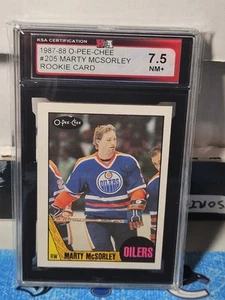 KSA CERTIFICATION
1987-88 O-PEE-CHEE
#205 MARTY MCSORLEY
ROOKIE CARD
7.5
NM+
O-Pee-Chee
OILERS
RW MARTY McSORLEY
OILERS